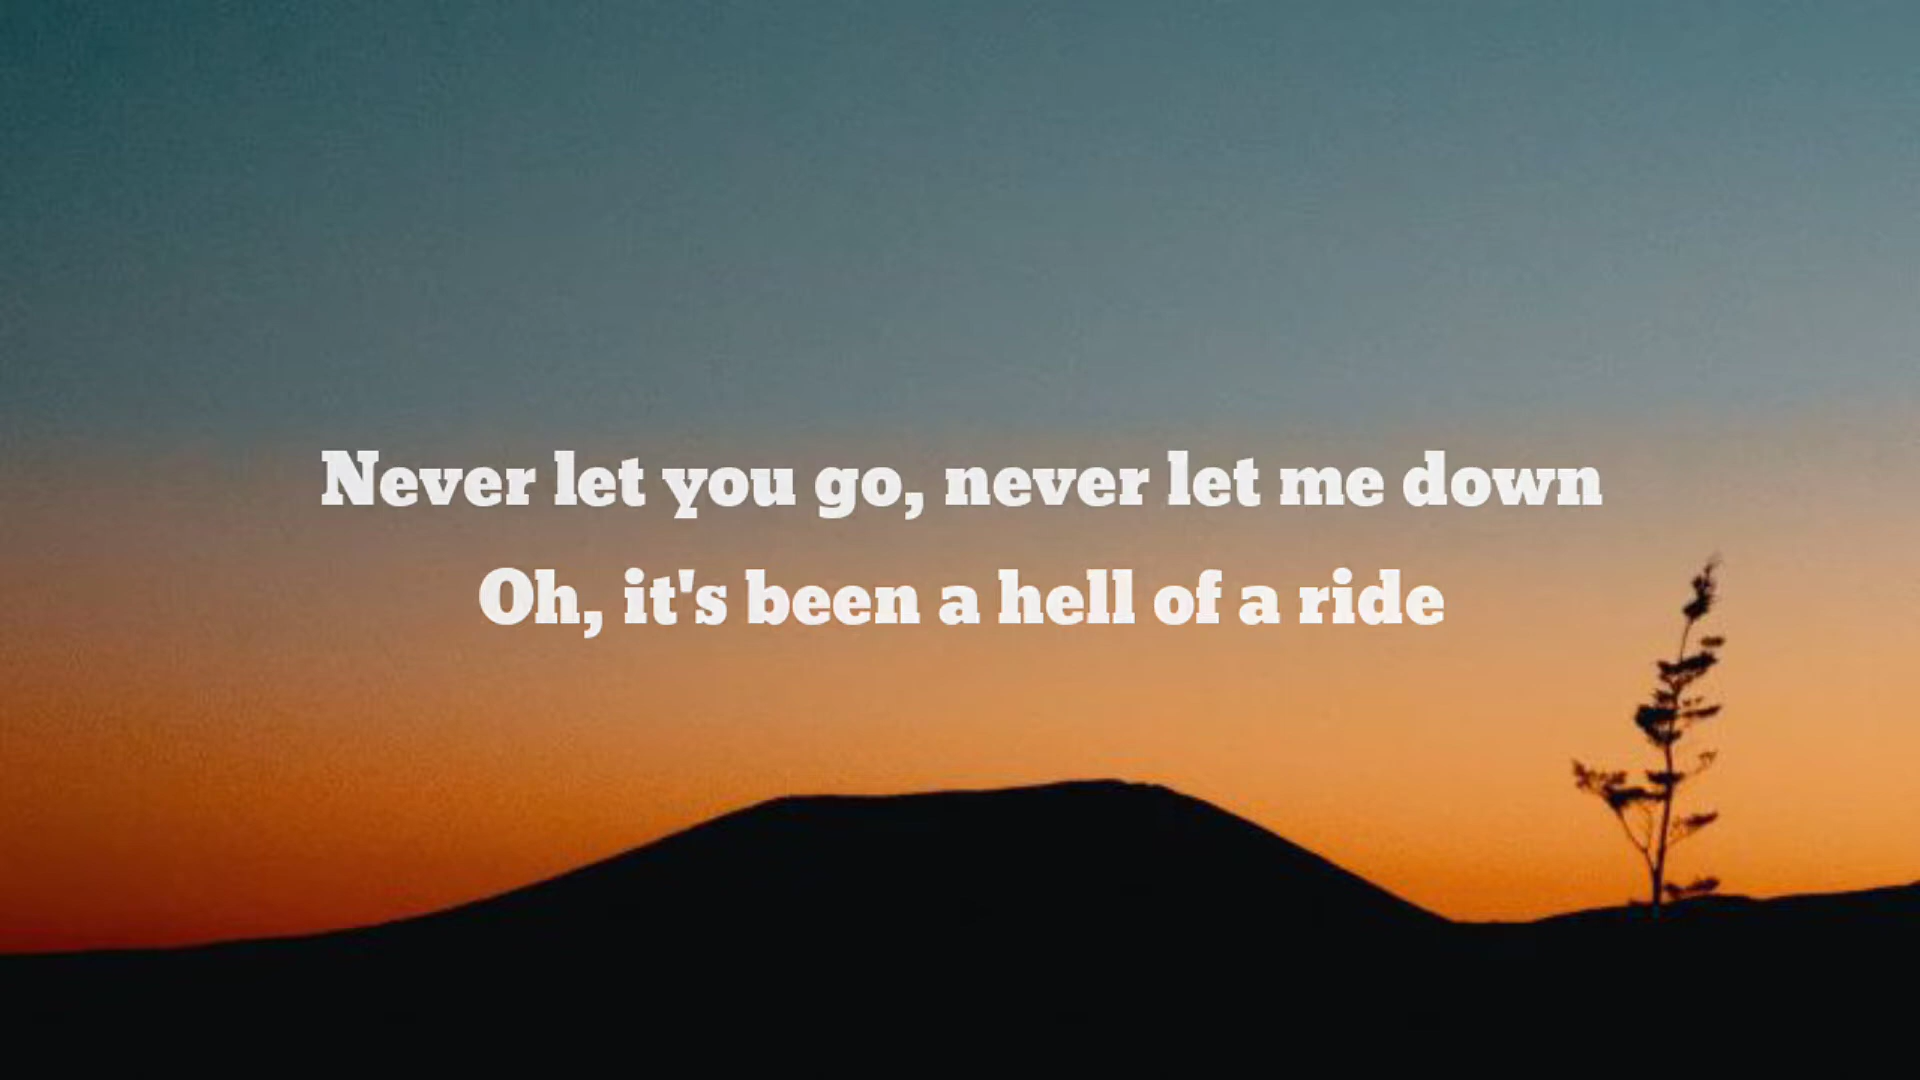 Never let you go, never let me down
Oh, it's been a hell of a ride